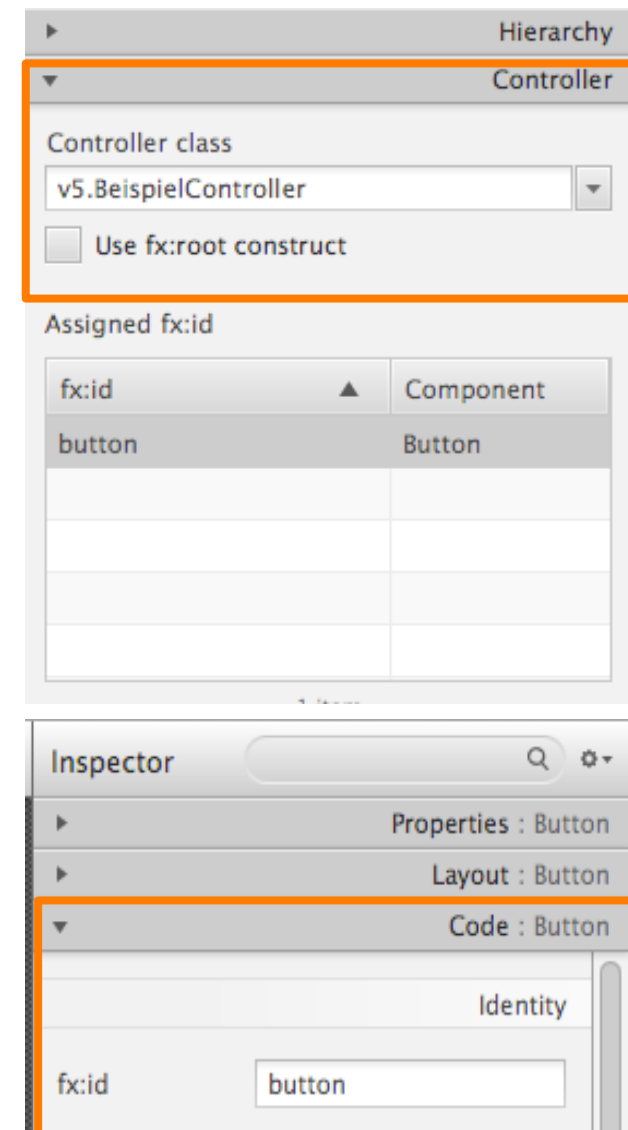 Hierarchy
Controller
Controller class
v5.BeispielController
Use fx:root construct
Assigned fx:id
fx:id Component
button Button
Inspector
Properties : Button
Layout : Button
Code : Button
Identity
fx:id button